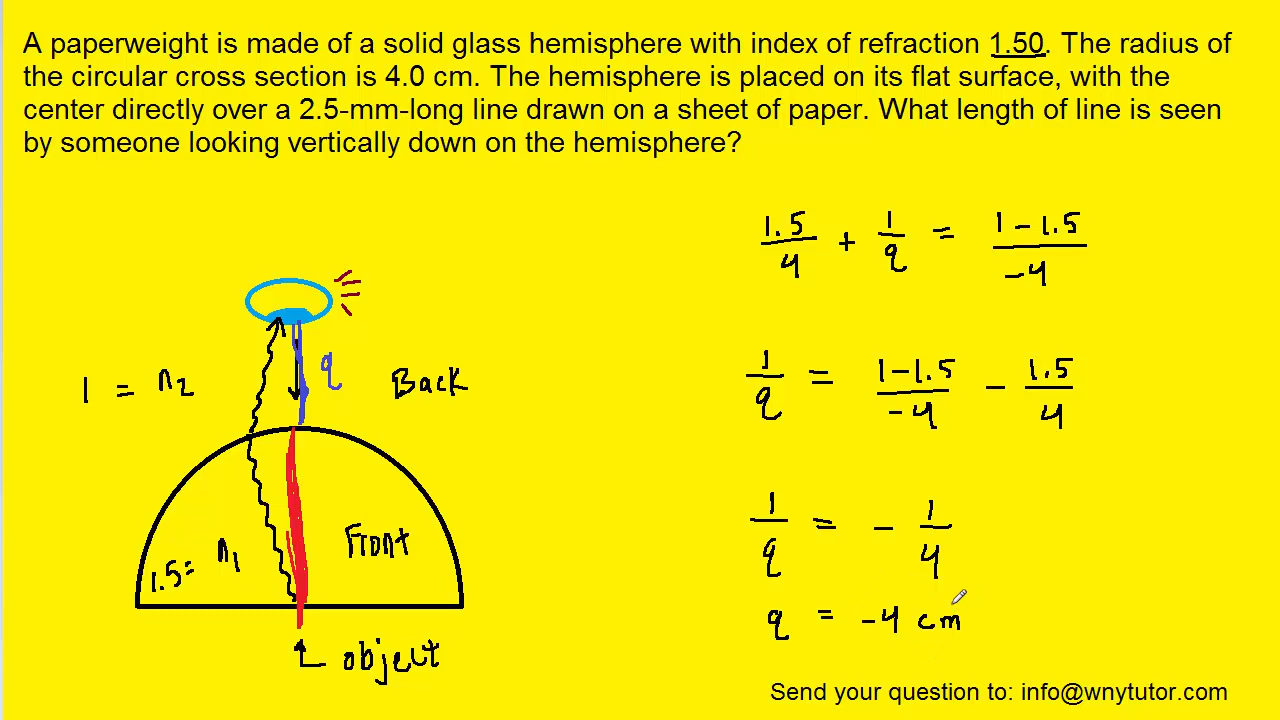 A paperweight is made of a solid glass hemisphere with index of refraction 1.50. The radius of
the circular cross section is 4.0 cm. The hemisphere is placed on its flat surface, with the
center directly over a 2.5-mm-long line drawn on a sheet of paper. What length of line is seen
by someone looking vertically down on the hemisphere?
1.5/4 + 1/q = (1 - 1.5)/-4
1/q = (1-1.5)/-4 - 1.5/4
1/q = - 1/4
q = -4 cm
q
1 = n2
Back
Front
1.5 = n1
object
Send your question to: info@wnytutor.com